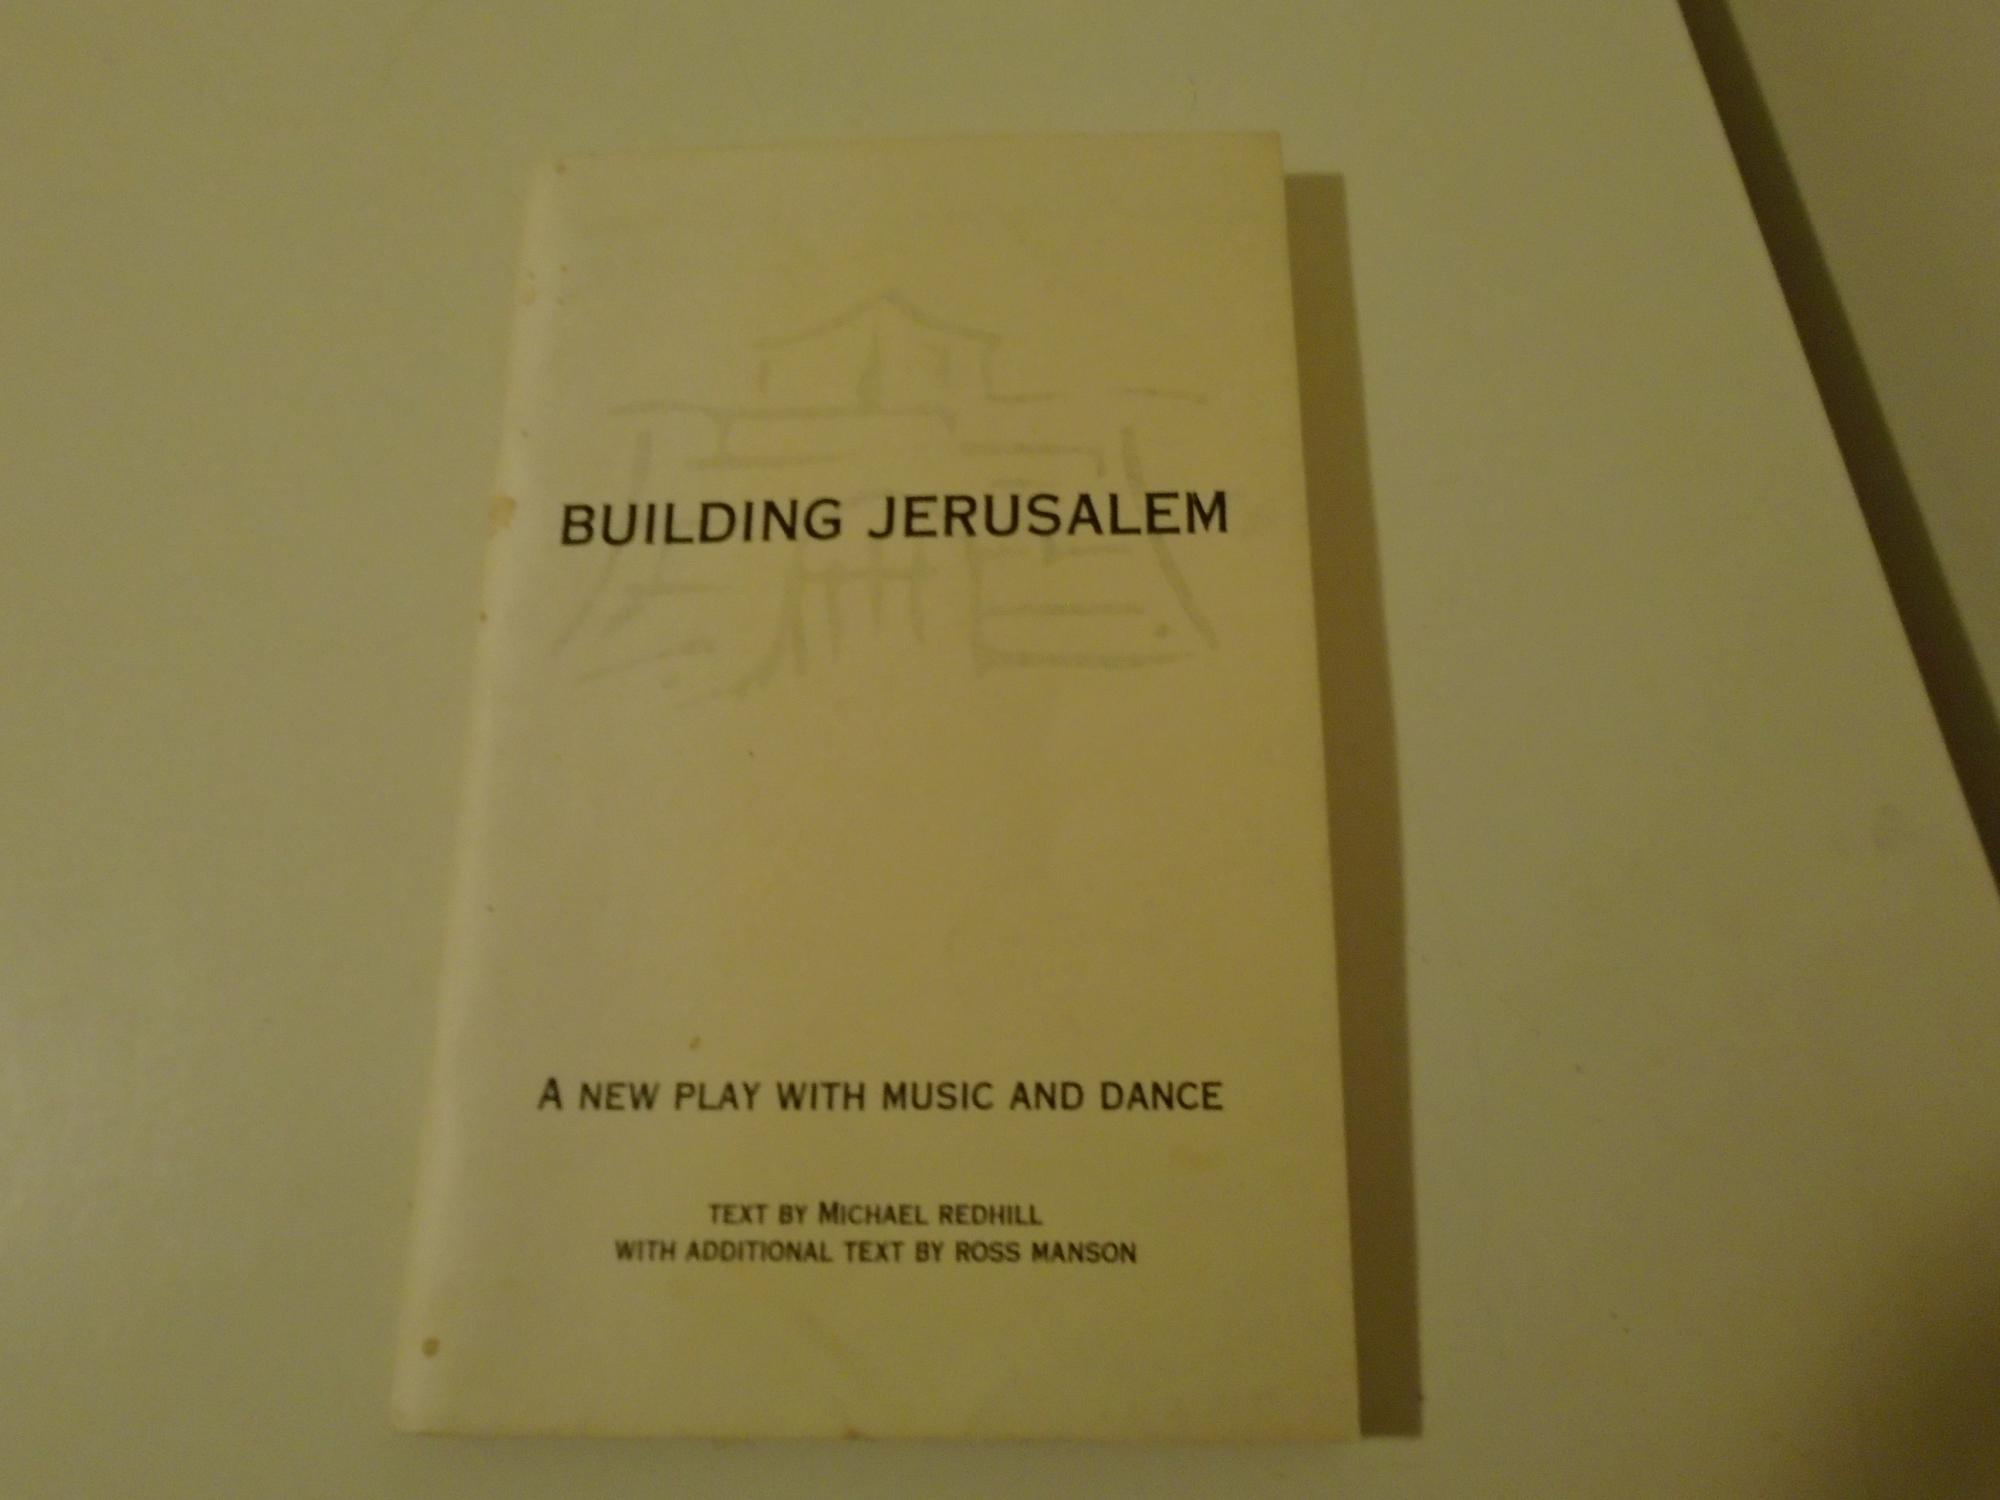 BUILDING JERUSALEM
A NEW PLAY WITH MUSIC AND DANCE
TEXT BY MICHAEL REDHILL
WITH ADDITIONAL TEXT BY ROSS MANSON